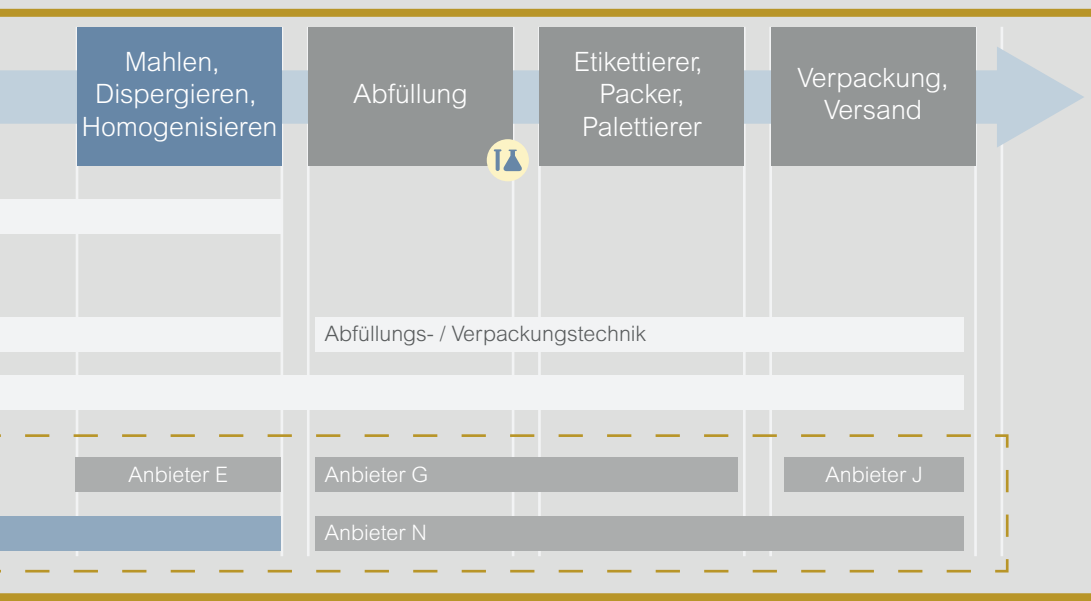 Mahlen,
Dispergieren,
Homogenisieren
Abfüllung
Etikettierer,
Packer,
Palettierer
Verpackung,
Versand
Abfüllungs- / Verpackungstechnik
Anbieter E
Anbieter G
Anbieter J
Anbieter N